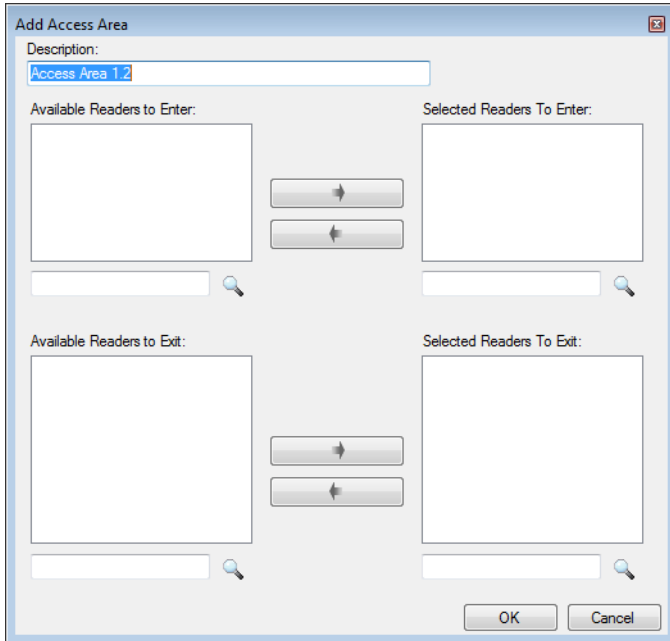 Add Access Area
Description:
Access Area 1.2
Available Readers to Enter:
Selected Readers To Enter:
Available Readers to Exit:
Selected Readers To Exit:
OK
Cancel